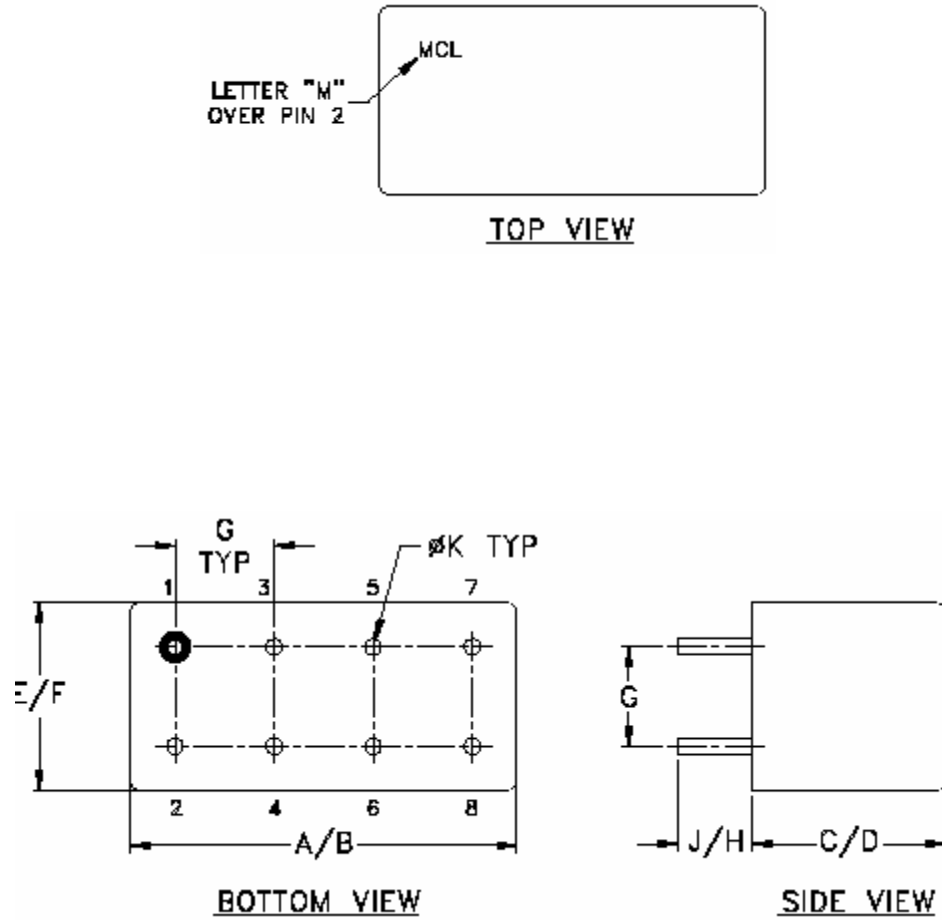 MCL
LETTER "M"
OVER PIN 2
TOP VIEW
G
TYP
ØK TYP
1 3 5 7
E/F
G
2 4 6 8
A/B
J/H C/D
BOTTOM VIEW
SIDE VIEW